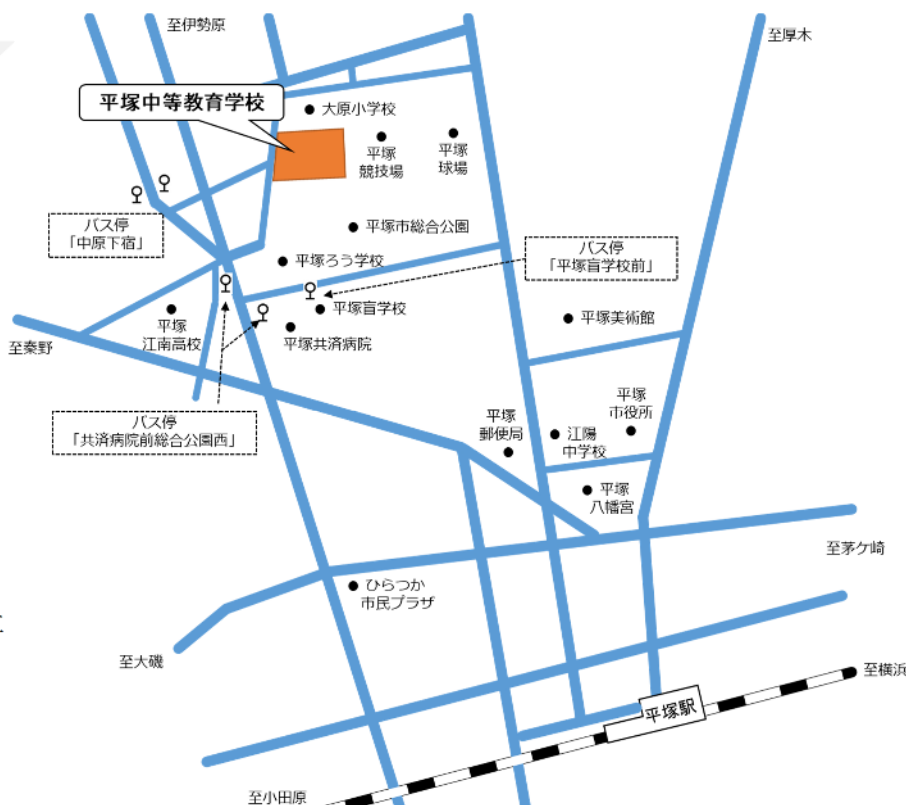 至伊勢原
至厚木
平塚中等教育学校
大原小学校
平塚
競技場
平塚
球場
バス停
「中原下宿」
平塚市総合公園
バス停
「平塚盲学校前」
平塚ろう学校
平塚盲学校
平塚
江南高校
平塚共済病院
平塚美術館
至秦野
バス停
「共済病院前総合公園西」
平塚
郵便局
江陽
中学校
平塚
市役所
平塚
八幡宮
至茅ケ崎
ひらつか
市民プラザ
至大磯
至横浜
平塚駅
至小田原